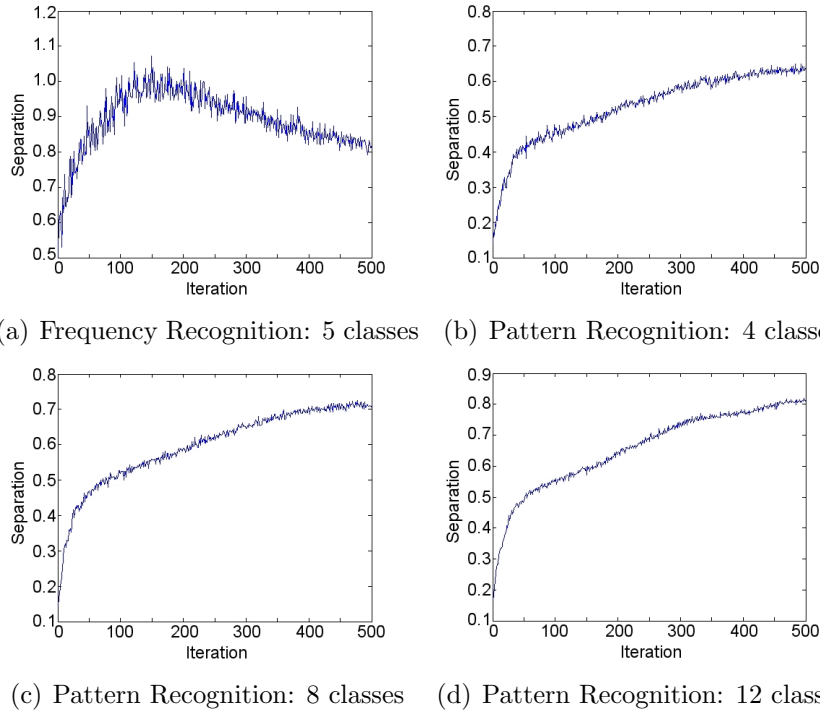 1.2
1.1
1.0
0.9
0.8
0.7
0.6
0.5
Separation
0 100 200 300 400 500
Iteration
0.8
0.7
0.6
0.5
0.4
0.3
0.2
0.1
Separation
0 100 200 300 400 500
Iteration
a) Frequency Recognition: 5 classes
(b) Pattern Recognition: 4 classe
0.8
0.7
0.6
0.5
0.4
0.3
0.2
0.1
Separation
0 100 200 300 400 500
Iteration
0.9
0.8
0.7
0.6
0.5
0.4
0.3
0.2
0.1
Separation
0 100 200 300 400 500
Iteration
(c) Pattern Recognition: 8 classes
(d) Pattern Recognition: 12 class